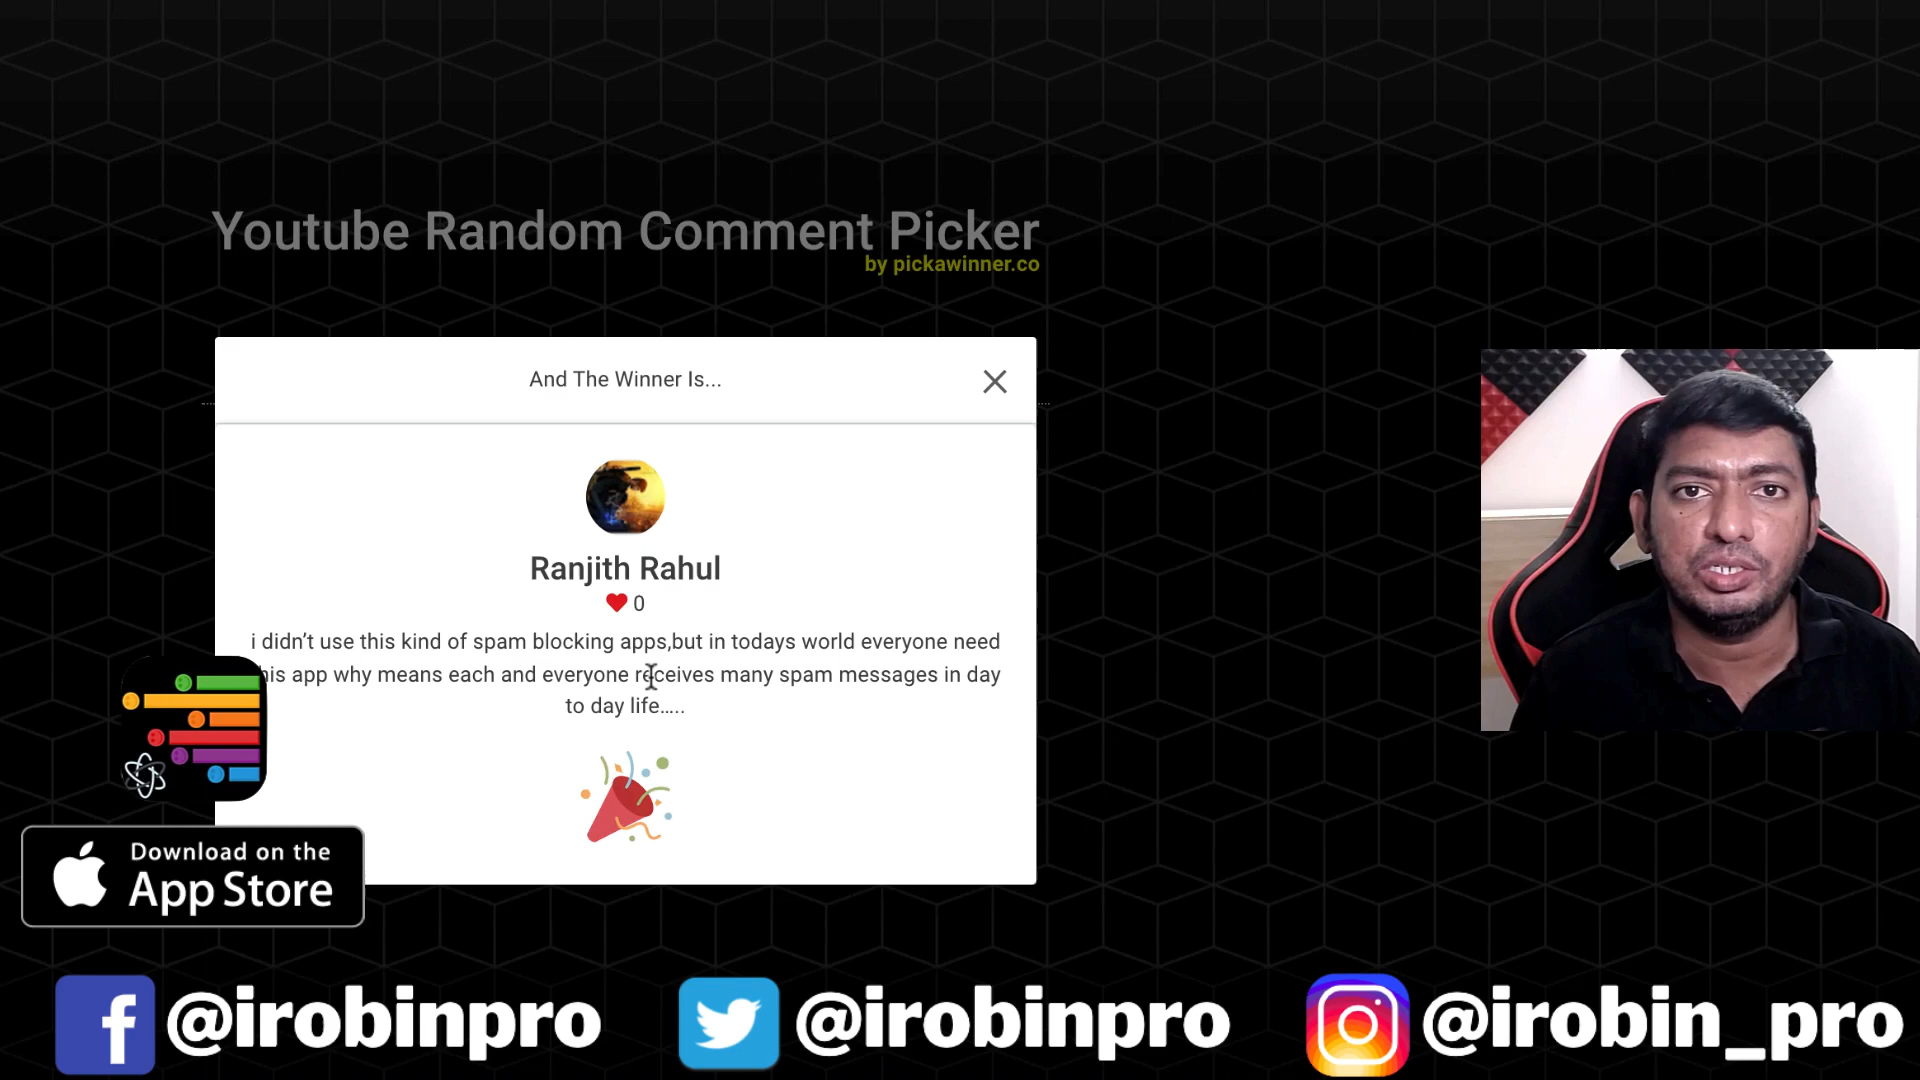 Youtube Random Comment Picker
by pickawinner.co
And The Winner Is...
Ranjith Rahul
0
i didn’t use this kind of spam blocking apps,but in todays world everyone need
his app why means each and everyone receives many spam messages in day
to day life.....
Download on the
App Store
@irobinpro
@irobinpro
@irobin_pro